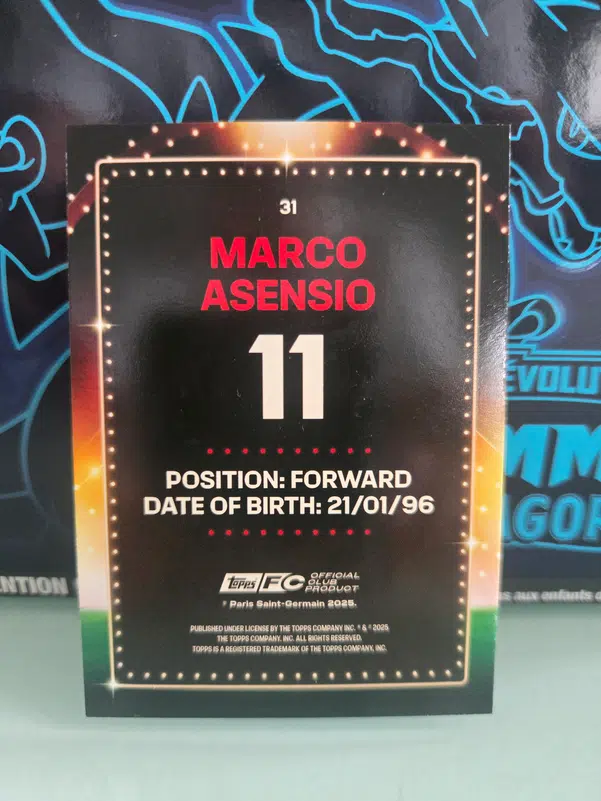 31
MARCO
ASENSIO
11
POSITION: FORWARD
DATE OF BIRTH: 21/01/96
Topps FC OFFICIAL
CLUB
PRODUCT
® Paris Saint-Germain 2025.
PUBLISHED UNDER LICENSE BY THE TOPPS COMPANY INC. ® & © 2025
THE TOPPS COMPANY, INC. ALL RIGHTS RESERVED.
TOPPS IS A REGISTERED TRADEMARK OF THE TOPPS COMPANY, INC.
ÉVOLU
MM
AGOR
NTION
aux enfants